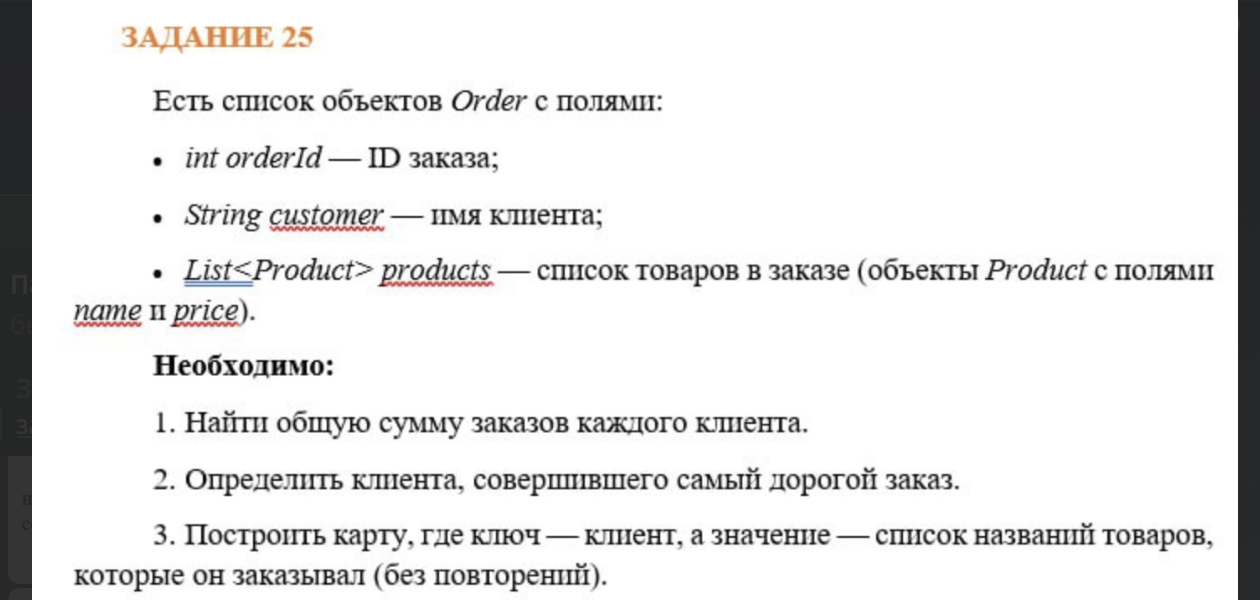 ЗАДАНИЕ 25
Есть список объектов Order с полями:
• int orderId — ID заказа;
• String customer — имя клиента;
• List<Product> products — список товаров в заказе (объекты Product с полями
name и price).
Необходимо:
1. Найти общую сумму заказов каждого клиента.
2. Определить клиента, совершившего самый дорогой заказ.
3. Построить карту, где ключ — клиент, а значение — список названий товаров,
которые он заказывал (без повторений).